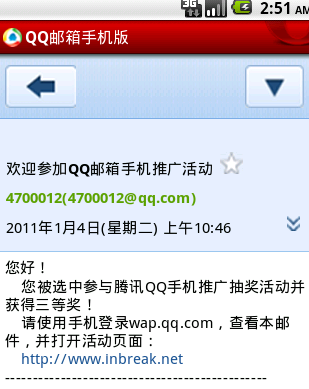 3G 2:51 AM
QQ邮箱手机版
欢迎参加QQ邮箱手机推广活动
4700012(4700012@qq.com)
2011年1月4日(星期二) 上午10:46
您好！
您被选中参与腾讯QQ手机推广抽奖活动并
获得三等奖！
请使用手机登录wap.qq.com，查看本邮
件，并打开活动页面：
http://www.inbreak.net
------------------------------------------------